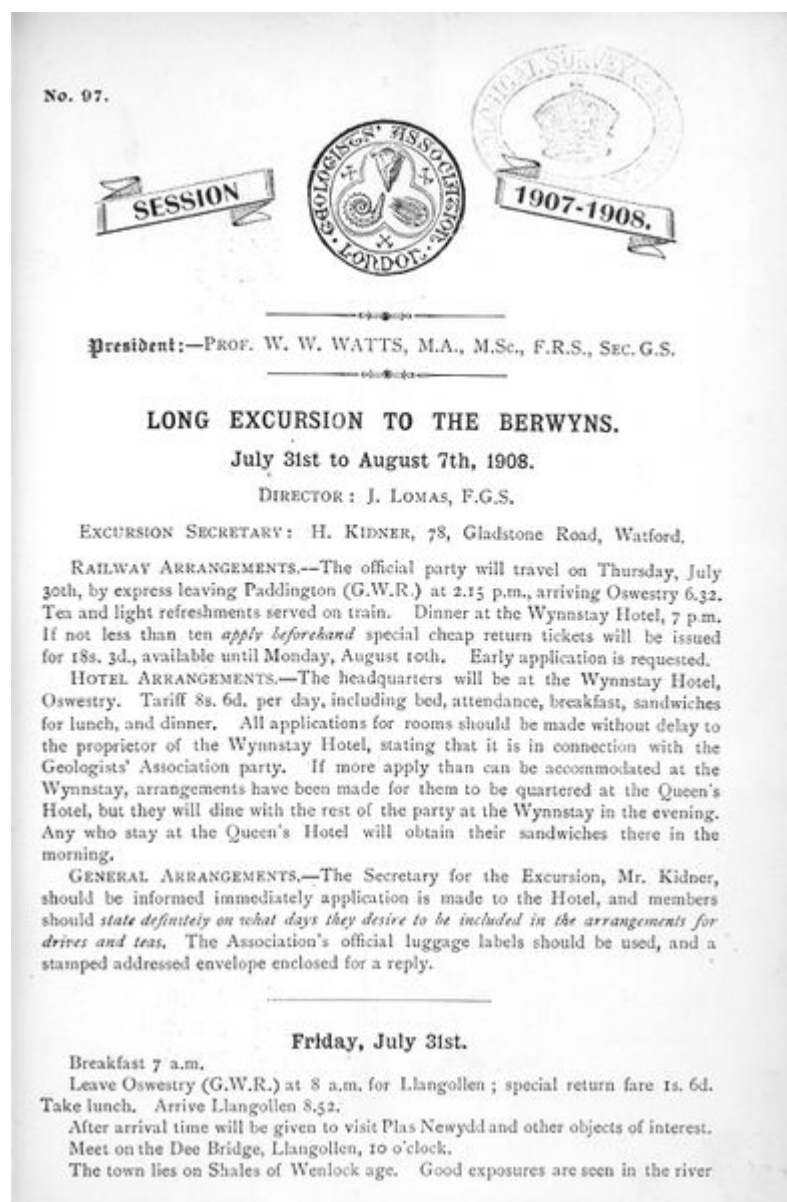 No. 97.
SESSION
GEOLOGISTS' ASSOCIATION
LONDON
1907-1908.
President:—PROF. W. W. WATTS, M.A., M.Sc., F.R.S., SEC. G.S.
LONG EXCURSION TO THE BERWYNS.
July 31st to August 7th, 1908.
DIRECTOR: J. LOMAS, F.G.S.
EXCURSION SECRETARY: H. KIDNER, 78, Gladstone Road, Watford.
RAILWAY ARRANGEMENTS.—The official party will travel on Thursday, July
30th, by express leaving Paddington (G.W.R.) at 2.15 p.m., arriving Oswestry 6.32.
Tea and light refreshments served on train. Dinner at the Wynnstay Hotel, 7 p.m.
If not less than ten apply beforehand special cheap return tickets will be issued
for 18s. 3d., available until Monday, August 10th. Early application is requested.
HOTEL ARRANGEMENTS.—The headquarters will be at the Wynnstay Hotel,
Oswestry. Tariff 8s. 6d. per day, including bed, attendance, breakfast, sandwiches
for lunch, and dinner. All applications for rooms should be made without delay to
the proprietor of the Wynnstay Hotel, stating that it is in connection with the
Geologists' Association party. If more apply than can be accommodated at the
Wynnstay, arrangements have been made for them to be quartered at the Queen's
Hotel, but they will dine with the rest of the party at the Wynnstay in the evening.
Any who stay at the Queen's Hotel will obtain their sandwiches there in the
morning.
GENERAL ARRANGEMENTS.—The Secretary for the Excursion, Mr. Kidner,
should be informed immediately application is made to the Hotel, and members
should state definitely on what days they desire to be included in the arrangements for
drives and teas. The Association's official luggage labels should be used, and a
stamped addressed envelope enclosed for a reply.
Friday, July 31st.
Breakfast 7 a.m.
Leave Oswestry (G.W.R.) at 8 a.m. for Llangollen; special return fare 1s. 6d.
Take lunch. Arrive Llangollen 8.52.
After arrival time will be given to visit Plas Newydd and other objects of interest.
Meet on the Dee Bridge, Llangollen, 10 o'clock.
The town lies on Shales of Wenlock age. Good exposures are seen in the river